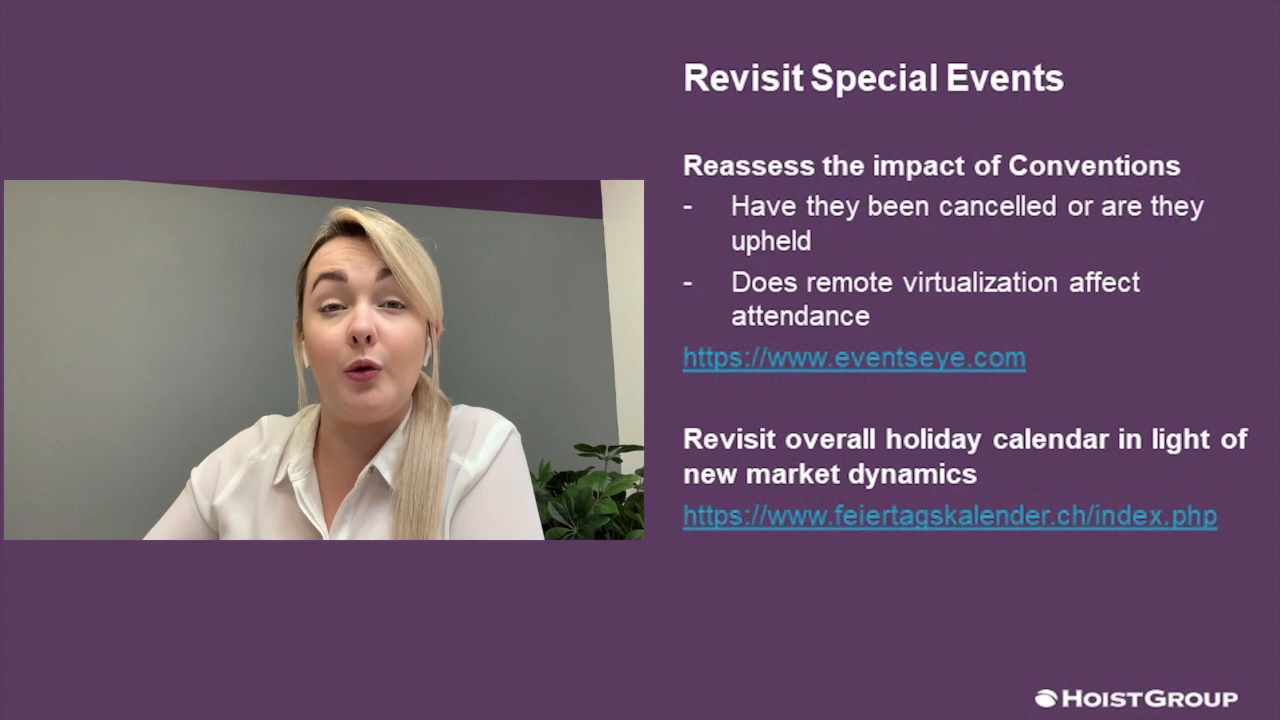 Revisit Special Events
Reassess the impact of Conventions
- Have they been cancelled or are they
upheld
- Does remote virtualization affect
attendance
https://www.eventseye.com
Revisit overall holiday calendar in light of
new market dynamics
https://www.feiertagskalender.ch/index.php
HOISTGROUP